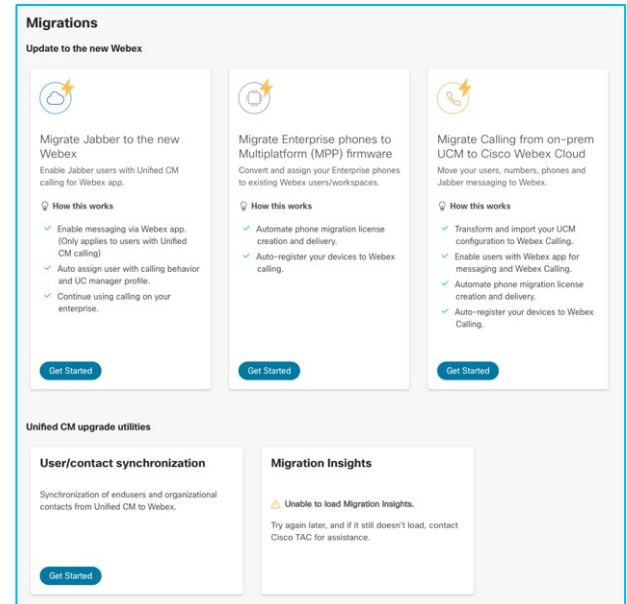 Migrations
Update to the new Webex
Migrate Jabber to the new
Webex
Enable Jabber users with Unified CM
calling for Webex app.
How this works
Enable messaging via Webex app.
(Only applies to users with Unified
CM calling)
Auto assign user with calling behavior
and UC manager profile.
Continue using calling on your
enterprise.
Get Started
Migrate Enterprise phones to
Multiplatform (MPP) firmware
Convert and assign your Enterprise phones
to existing Webex users/workspaces.
How this works
Automate phone migration license
creation and delivery.
Auto-register your devices to Webex
calling.
Get Started
Migrate Calling from on-prem
UCM to Cisco Webex Cloud
Move your users, numbers, phones and
Jabber messaging to Webex.
How this works
Transform and import your UCM
configuration to Webex Calling.
Enable users with Webex app for
messaging and Webex Calling.
Automate phone migration license
creation and delivery.
Auto-register your devices to Webex
Calling.
Get Started
Unified CM upgrade utilities
User/contact synchronization
Synchronization of endusers and organizational
contacts from Unified CM to Webex.
Get Started
Migration Insights
Unable to load Migration Insights.
Try again later, and if it still doesn't load, contact
Cisco TAC for assistance.